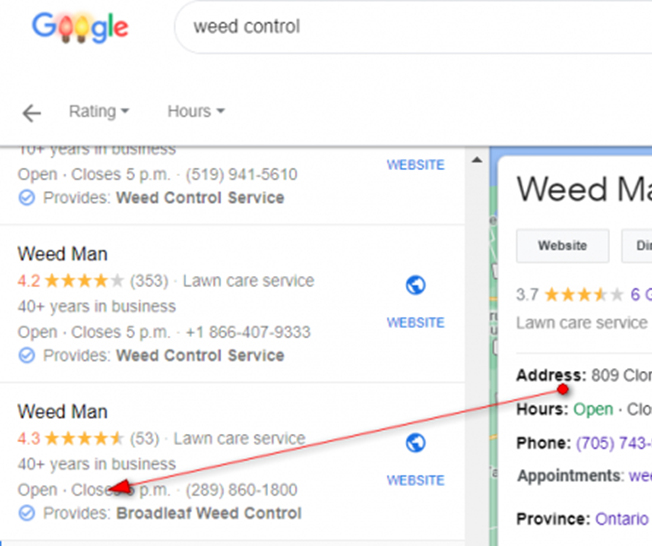 Google
weed control
Rating
Hours
10+ years in business
Open · Closes 5 p.m. · (519) 941-5610
WEBSITE
Provides: Weed Control Service
Weed Man
4.2 (353) · Lawn care service
40+ years in business
Open · Closes 5 p.m. · +1 866-407-9333
WEBSITE
Provides: Weed Control Service
Weed Man
4.3 (53) · Lawn care service
40+ years in business
Open · Closes 5 p.m. · (289) 860-1800
WEBSITE
Provides: Broadleaf Weed Control
Weed Ma
Website
Di
3.7 6 G
Lawn care service
Address: 809 Clo
Hours: Open · Clo
Phone: (705) 743-
Appointments: wee
Province: Ontario